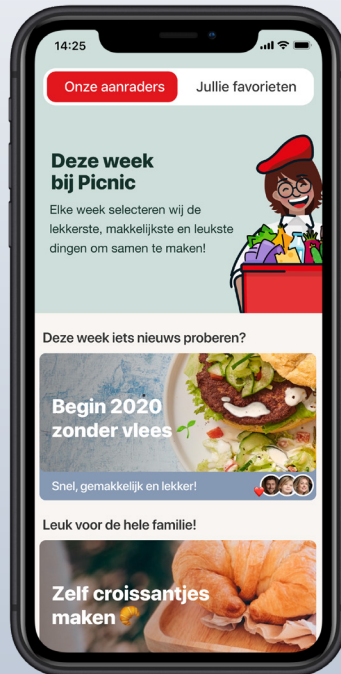 14:25
Onze aanraders
Jullie favorieten
Deze week
bij Picnic
Elke week selecteren wij de
lekkerste, makkelijkste en leukste
dingen om samen te maken!
Deze week iets nieuws proberen?
Begin 2020
zonder vlees
Snel, gemakkelijk en lekker!
Leuk voor de hele familie!
Zelf croissantjes
maken